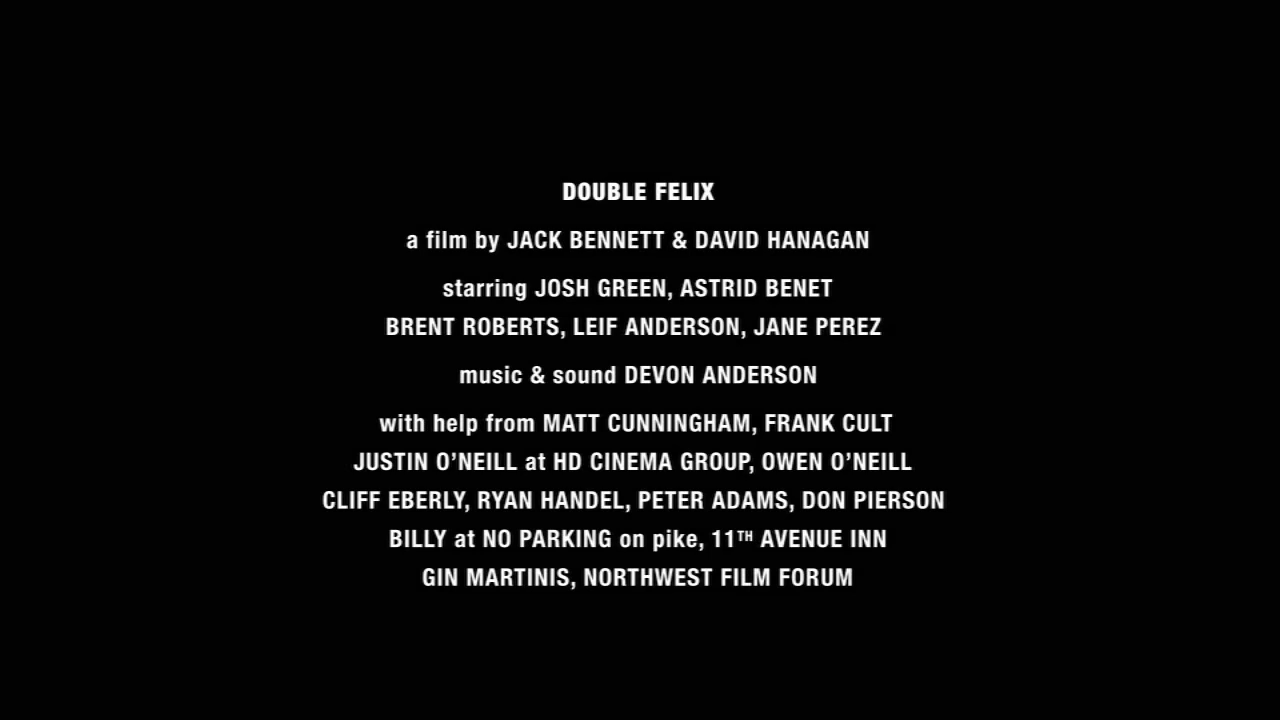 DOUBLE FELIX
a film by JACK BENNETT & DAVID HANAGAN
starring JOSH GREEN, ASTRID BENET
BRENT ROBERTS, LEIF ANDERSON, JANE PEREZ
music & sound DEVON ANDERSON
with help from MATT CUNNINGHAM, FRANK CULT
JUSTIN O’NEILL at HD CINEMA GROUP, OWEN O’NEILL
CLIFF EBERLY, RYAN HANDEL, PETER ADAMS, DON PIERSON
BILLY at NO PARKING on pike, 11TH AVENUE INN
GIN MARTINIS, NORTHWEST FILM FORUM